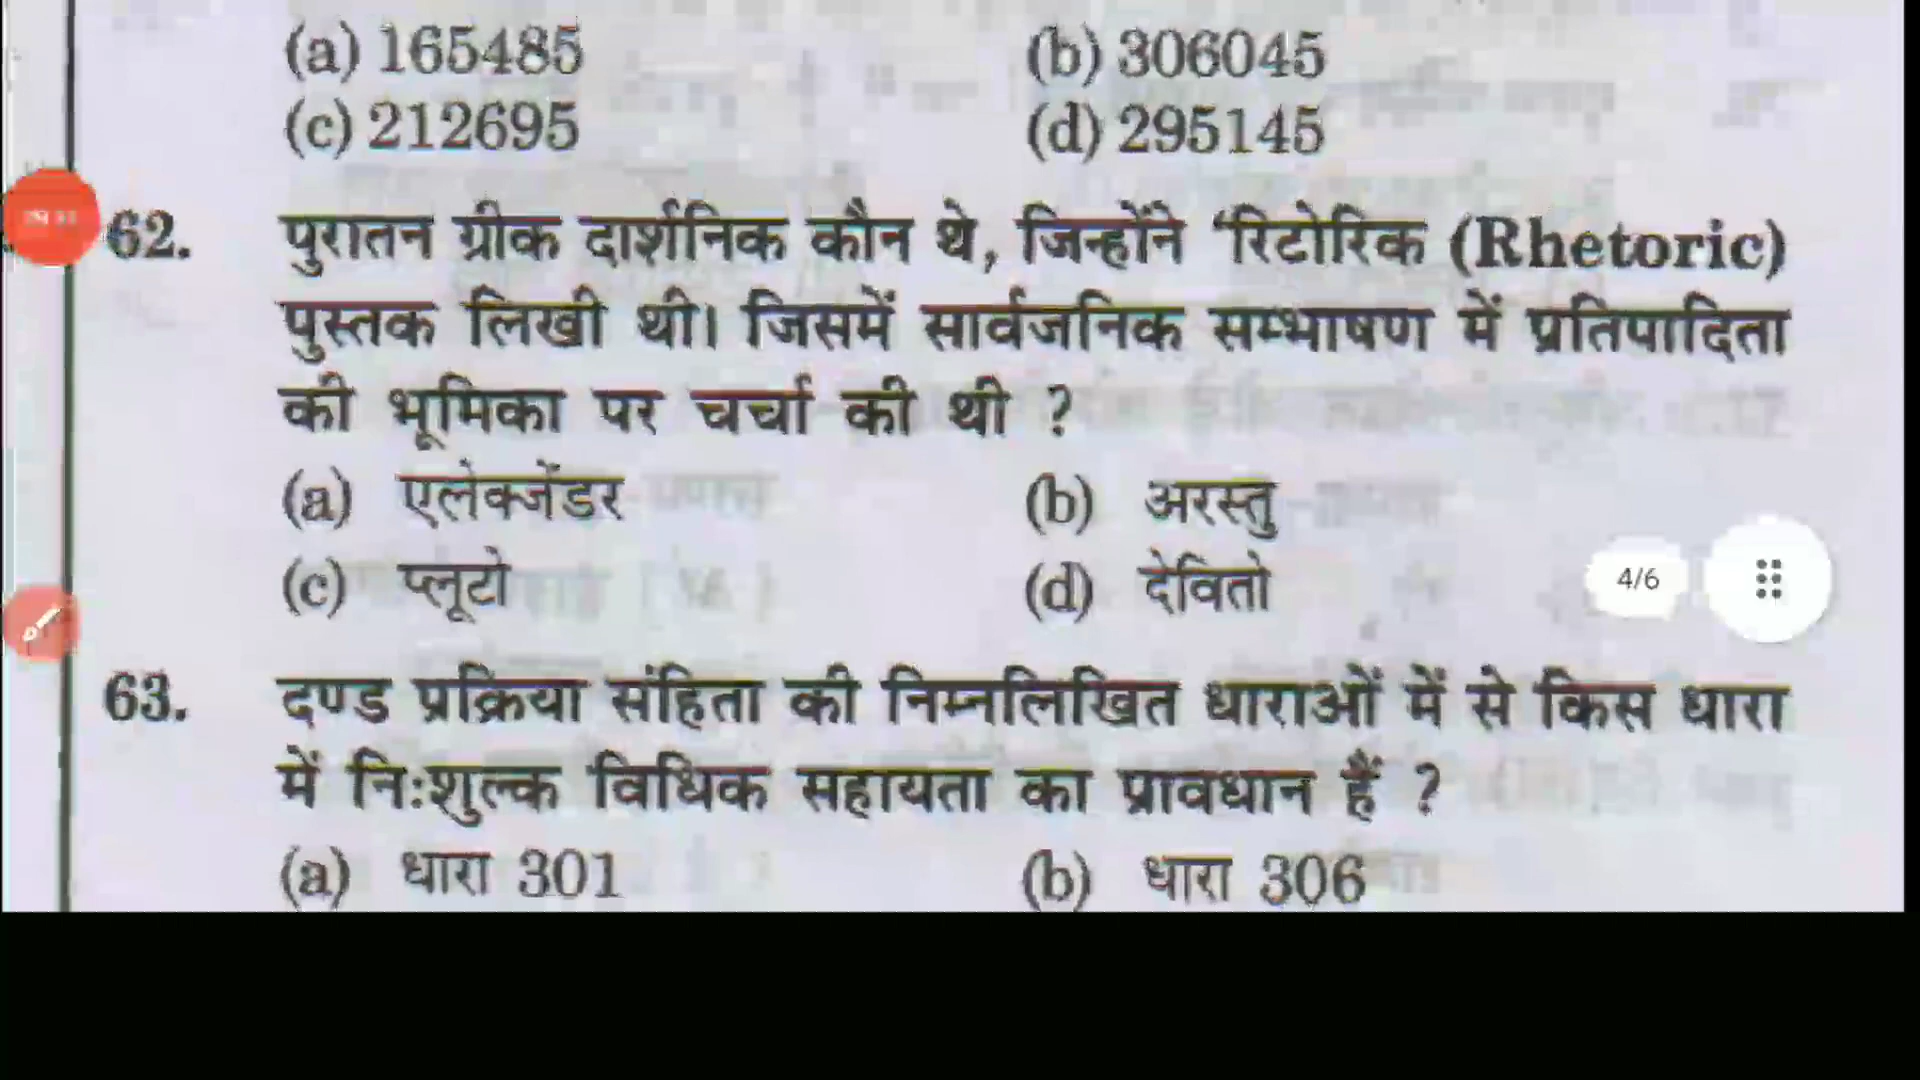 (a) 165485 (b) 306045
(c) 212695 (d) 295145
62. पुरातन ग्रीक दार्शनिक कौन थे, जिन्होंने ‘रिटोरिक (Rhetoric)
पुस्तक लिखी थी। जिसमें सार्वजनिक सम्भाषण में प्रतिपादिता
की भूमिका पर चर्चा की थी ?
(a) एलेक्जेंडर (b) अरस्तु
(c) प्लूटो (d) देवितो
4/6
63. दण्ड प्रक्रिया संहिता की निम्नलिखित धाराओं में से किस धारा
में निःशुल्क विधिक सहायता का प्रावधान हैं ?
(a) धारा 301 (b) धारा 306